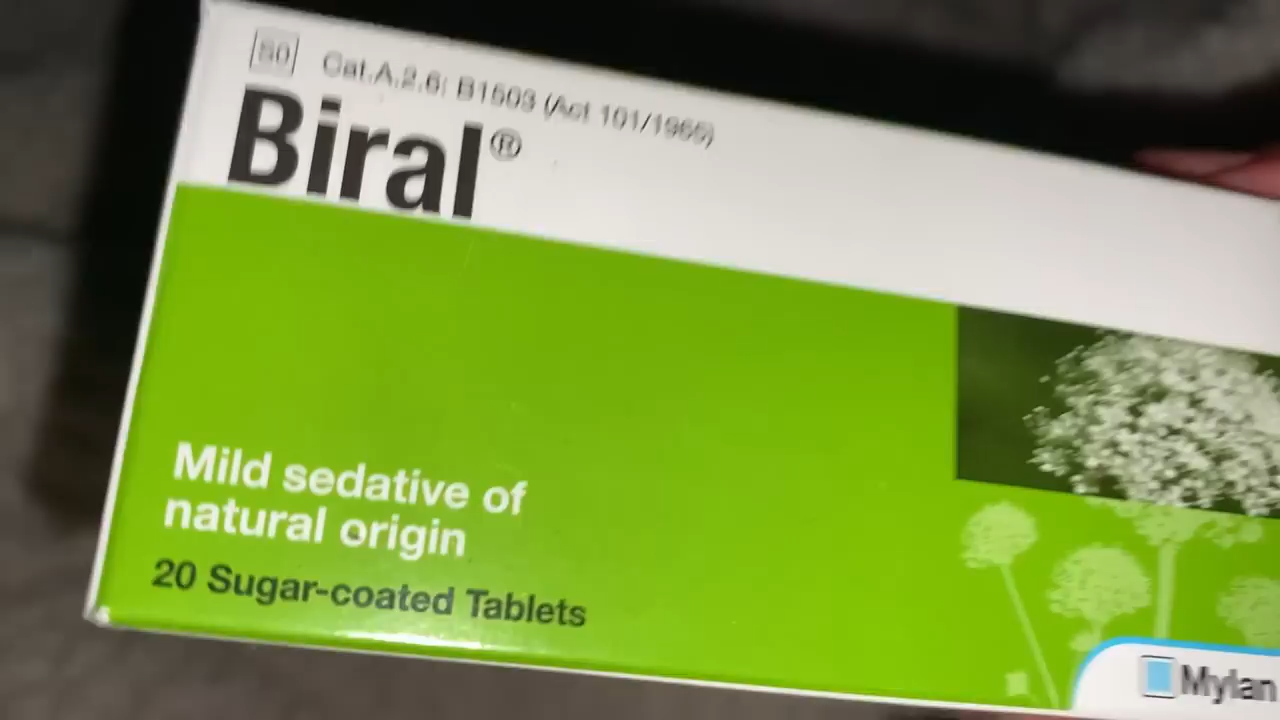 S0 Cat.A.2.6; B1503 (Act 101/1965)
Biral®
Mild sedative of
natural origin
20 Sugar-coated Tablets
Mylan